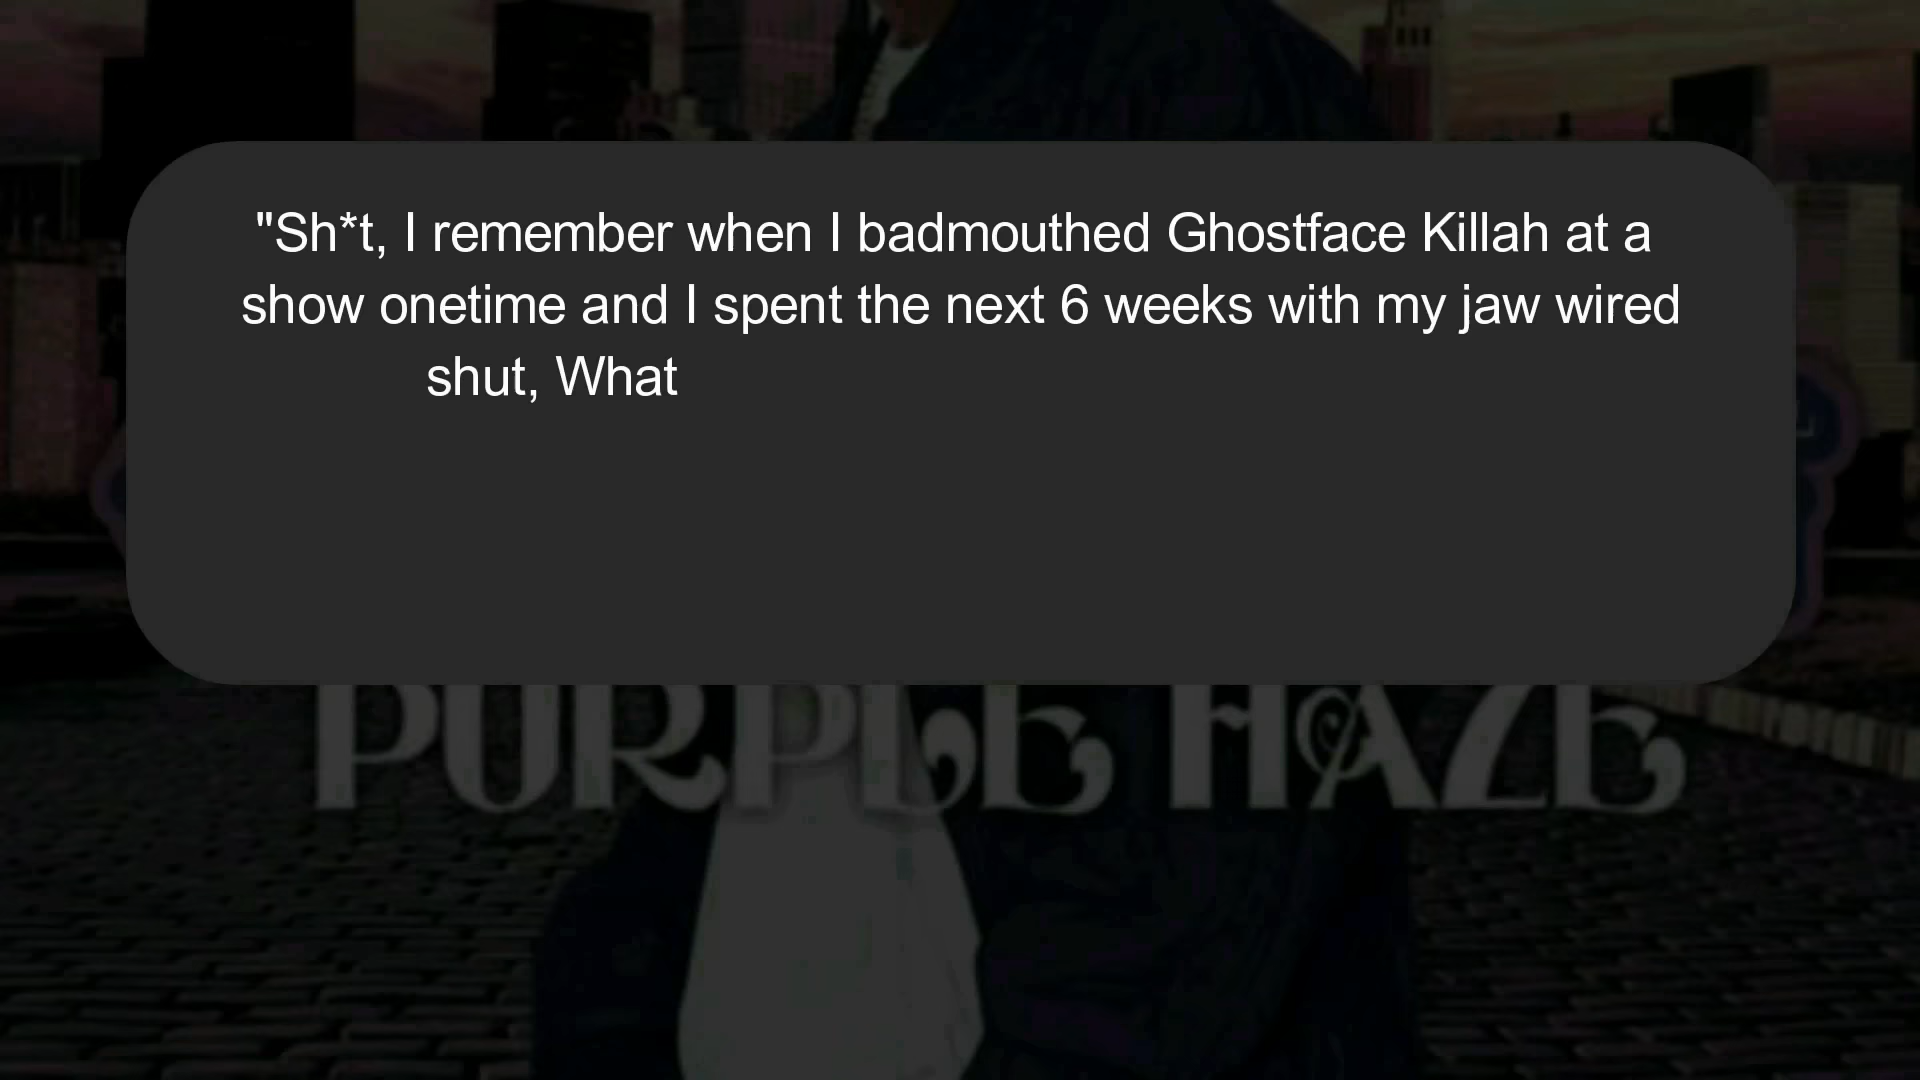 "Sh*t, I remember when I badmouthed Ghostface Killah at a
show onetime and I spent the next 6 weeks with my jaw wired
shut, What
PURPLE HAZE